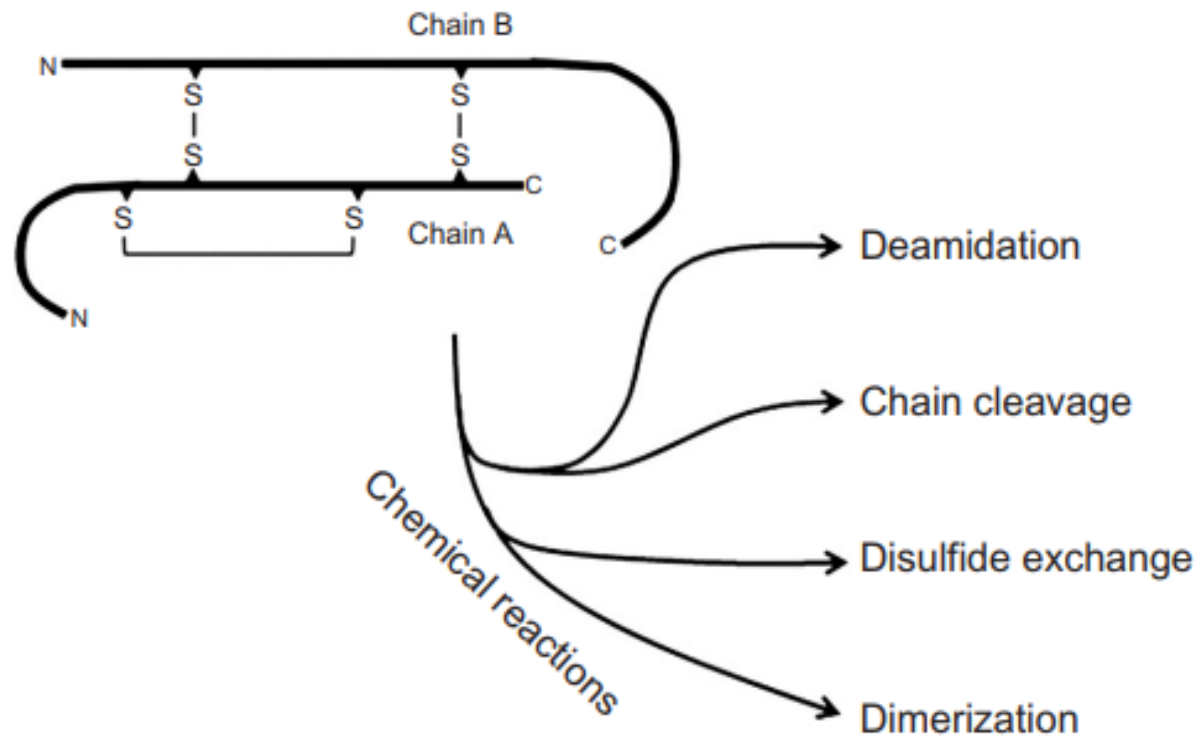 Chain B
N
S
S
S
S
C
S
S
Chain A
C
N
Deamidation
Chain cleavage
Chemical reactions
Disulfide exchange
Dimerization